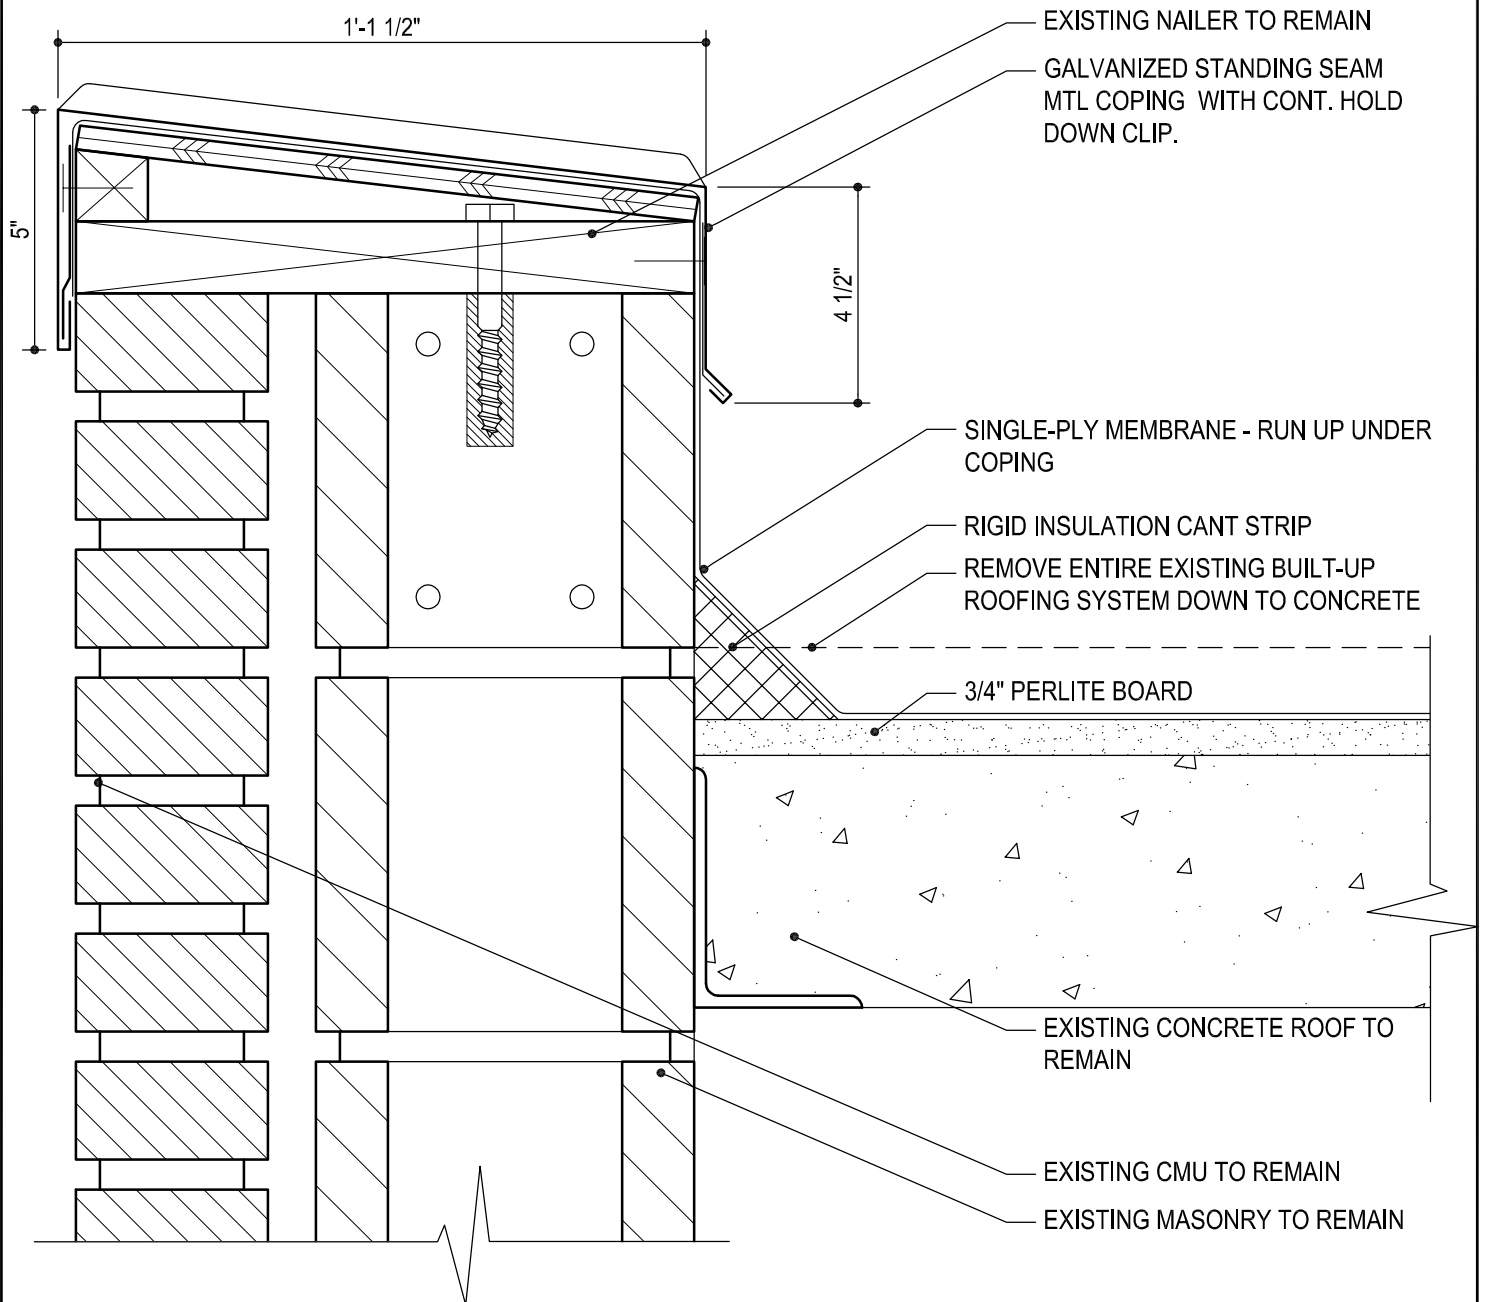 1'-1 1/2"
EXISTING NAILER TO REMAIN
GALVANIZED STANDING SEAM
MTL COPING WITH CONT. HOLD
DOWN CLIP.
5"
4 1/2"
SINGLE-PLY MEMBRANE - RUN UP UNDER
COPING
RIGID INSULATION CANT STRIP
REMOVE ENTIRE EXISTING BUILT-UP
ROOFING SYSTEM DOWN TO CONCRETE
3/4" PERLITE BOARD
EXISTING CONCRETE ROOF TO
REMAIN
EXISTING CMU TO REMAIN
EXISTING MASONRY TO REMAIN